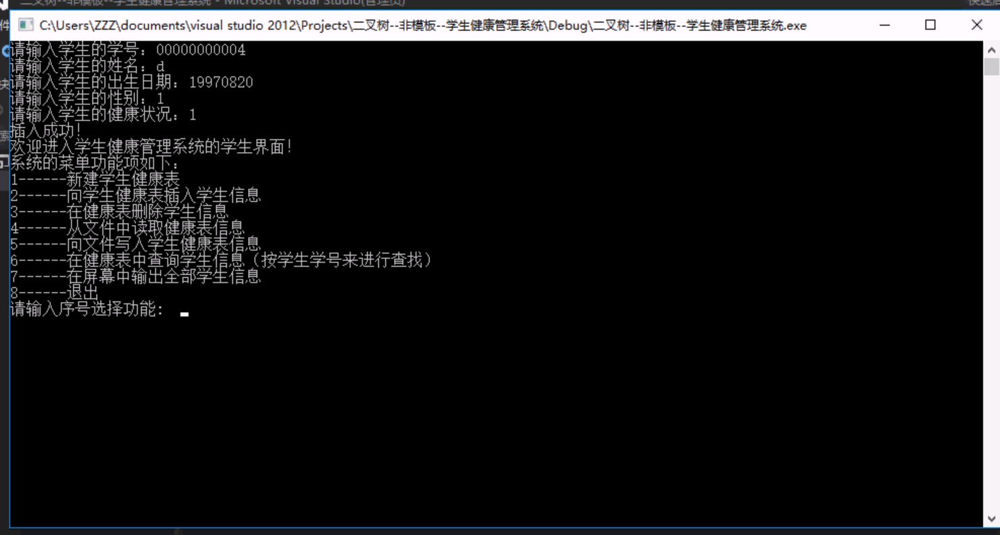 二叉树--非模板--学生健康管理系统 - Microsoft Visual Studio(管理员)
C:\Users\ZZZ\documents\visual studio 2012\Projects\二叉树--非模板--学生健康管理系统\Debug\二叉树--非模板--学生健康管理系统.exe
请输入学生的学号：00000000004
请输入学生的姓名：d
请输入学生的出生日期：19970820
请输入学生的性别：1
请输入学生的健康状况：1
插入成功！
欢迎进入学生健康管理系统的学生界面！
系统的菜单功能项如下：
1------新建学生健康表
2------向学生健康表插入学生信息
3------在健康表删除学生信息
4------从文件中读取健康表信息
5------向文件写入学生健康表信息
6------在健康表中查询学生信息（按学生学号来进行查找）
7------在屏幕中输出全部学生信息
8------退出
请输入序号选择功能：